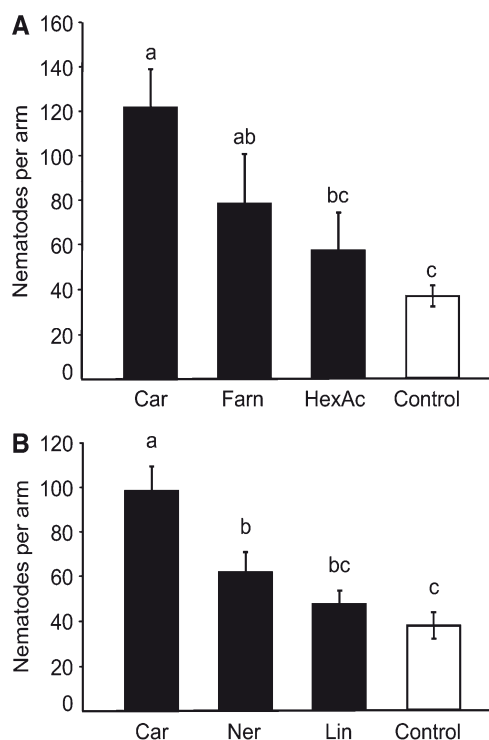 A
Nematodes per arm
160
140
120
100
80
60
40
20
0
a
ab
bc
c
Car Farn HexAc Control
B
Nematodes per arm
120
100
80
60
40
20
0
a
b
bc
c
Car Ner Lin Control